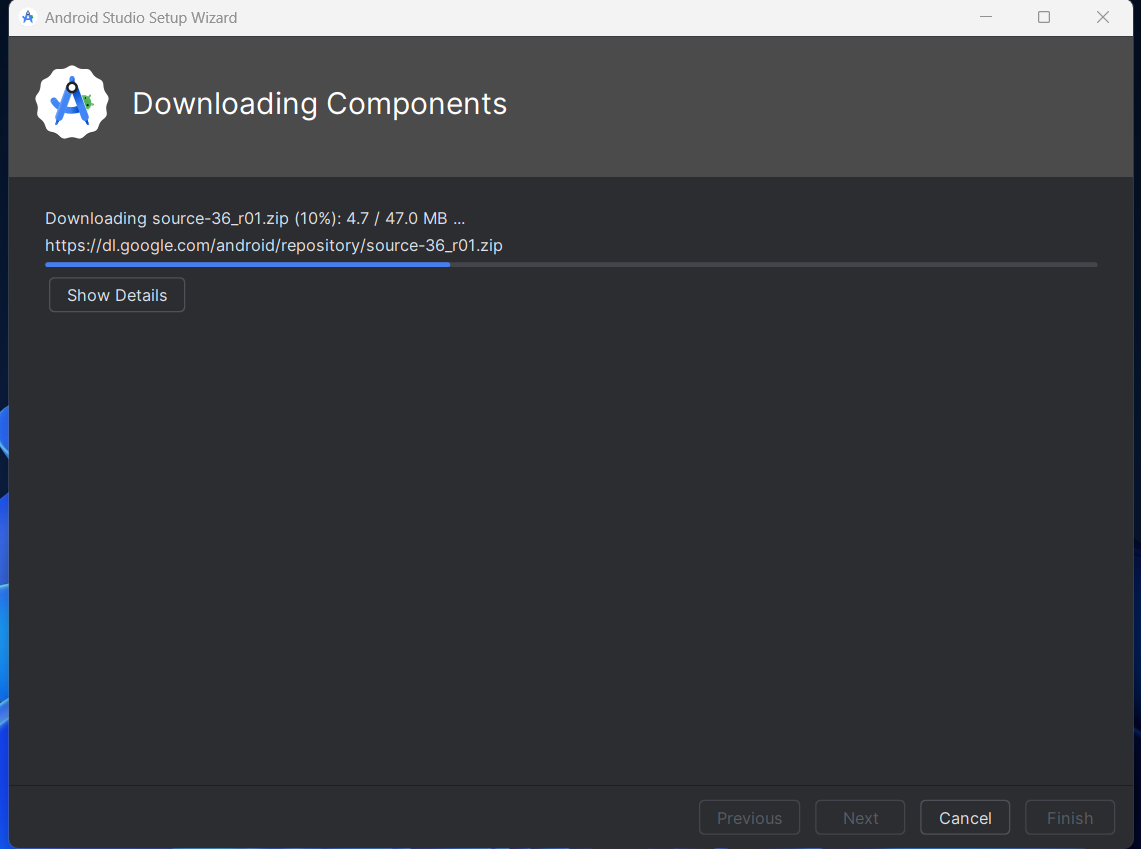 Android Studio Setup Wizard
Downloading Components
Downloading source-36_r01.zip (10%): 4.7 / 47.0 MB ...
https://dl.google.com/android/repository/source-36_r01.zip
Show Details
Previous Next Cancel Finish